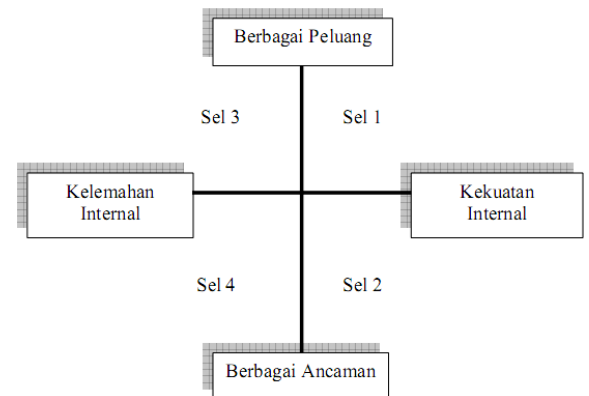 Berbagai Peluang
Sel 3
Sel 1
Kelemahan
Internal
Kekuatan
Internal
Sel 4
Sel 2
Berbagai Ancaman